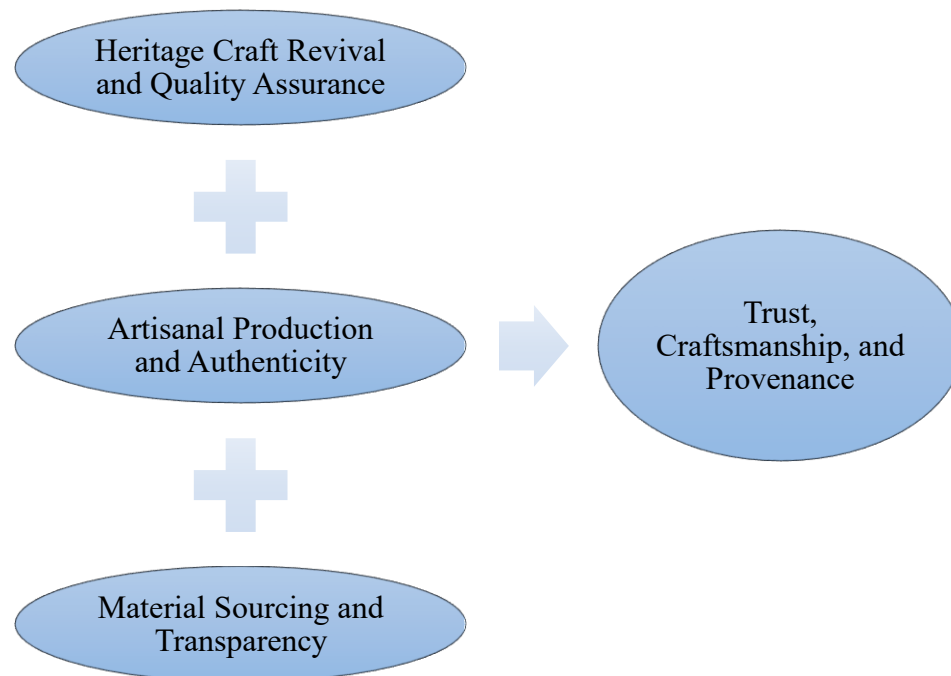 Heritage Craft Revival
and Quality Assurance
Artisanal Production
and Authenticity
Trust,
Craftsmanship, and
Provenance
Material Sourcing and
Transparency